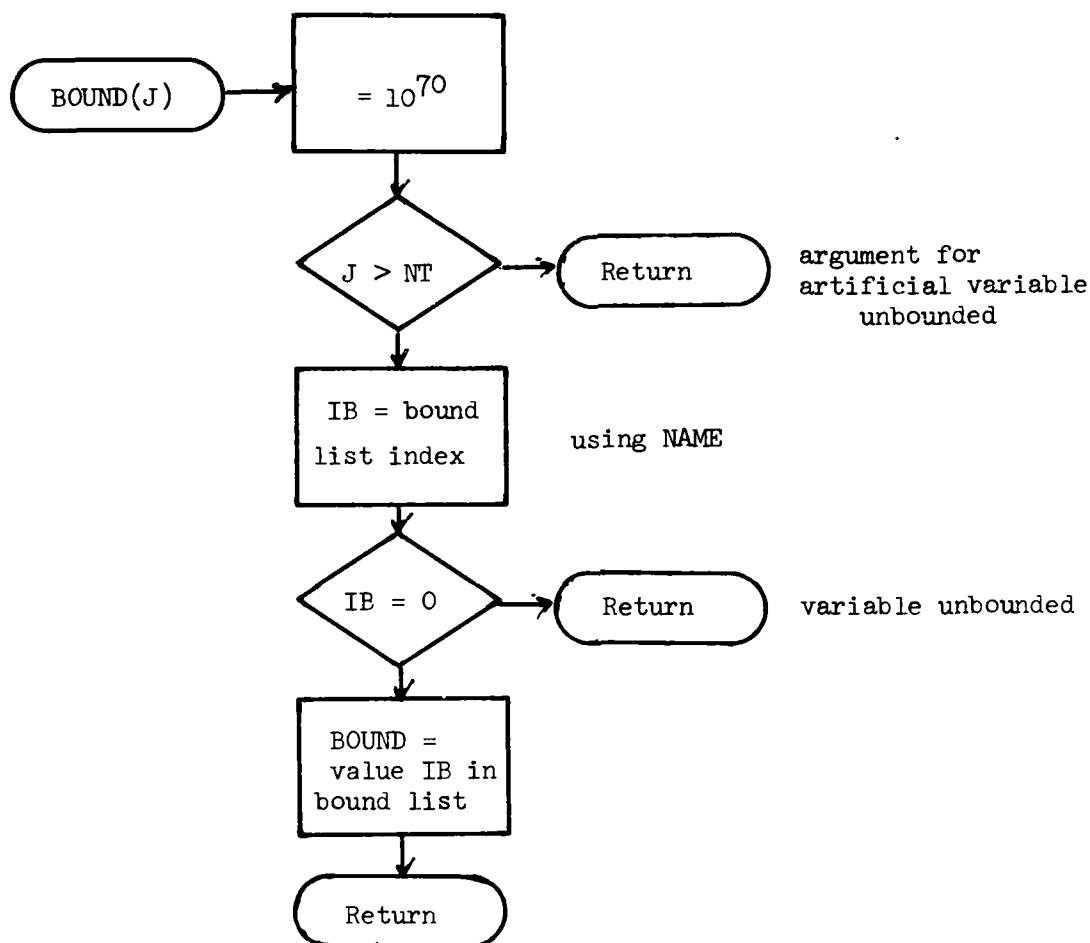 BOUND(J)
= 10^70
J > NT
Return
argument for
artificial variable
unbounded
IB = bound
list index
using NAME
IB = 0
Return
variable unbounded
BOUND =
value IB in
bound list
Return